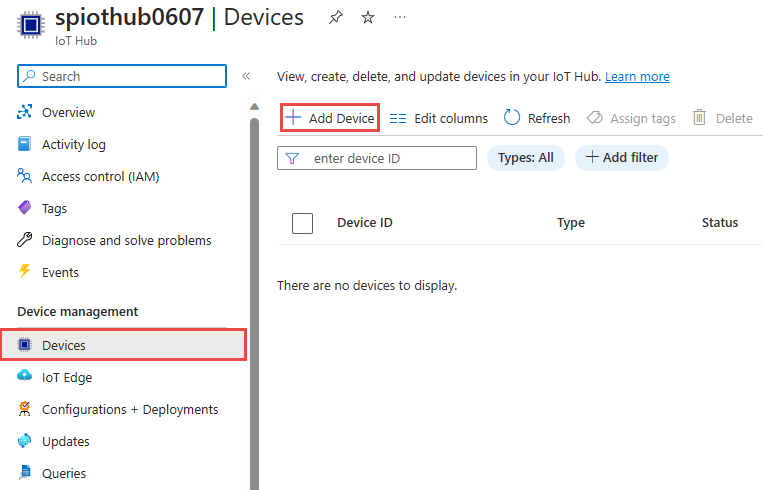 spiothub0607 | Devices
IoT Hub
Search
Overview
Activity log
Access control (IAM)
Tags
Diagnose and solve problems
Events
Device management
Devices
IoT Edge
Configurations + Deployments
Updates
Queries
View, create, delete, and update devices in your IoT Hub. Learn more
Add Device Edit columns Refresh Assign tags Delete
enter device ID Types: All Add filter
Device ID Type Status
There are no devices to display.